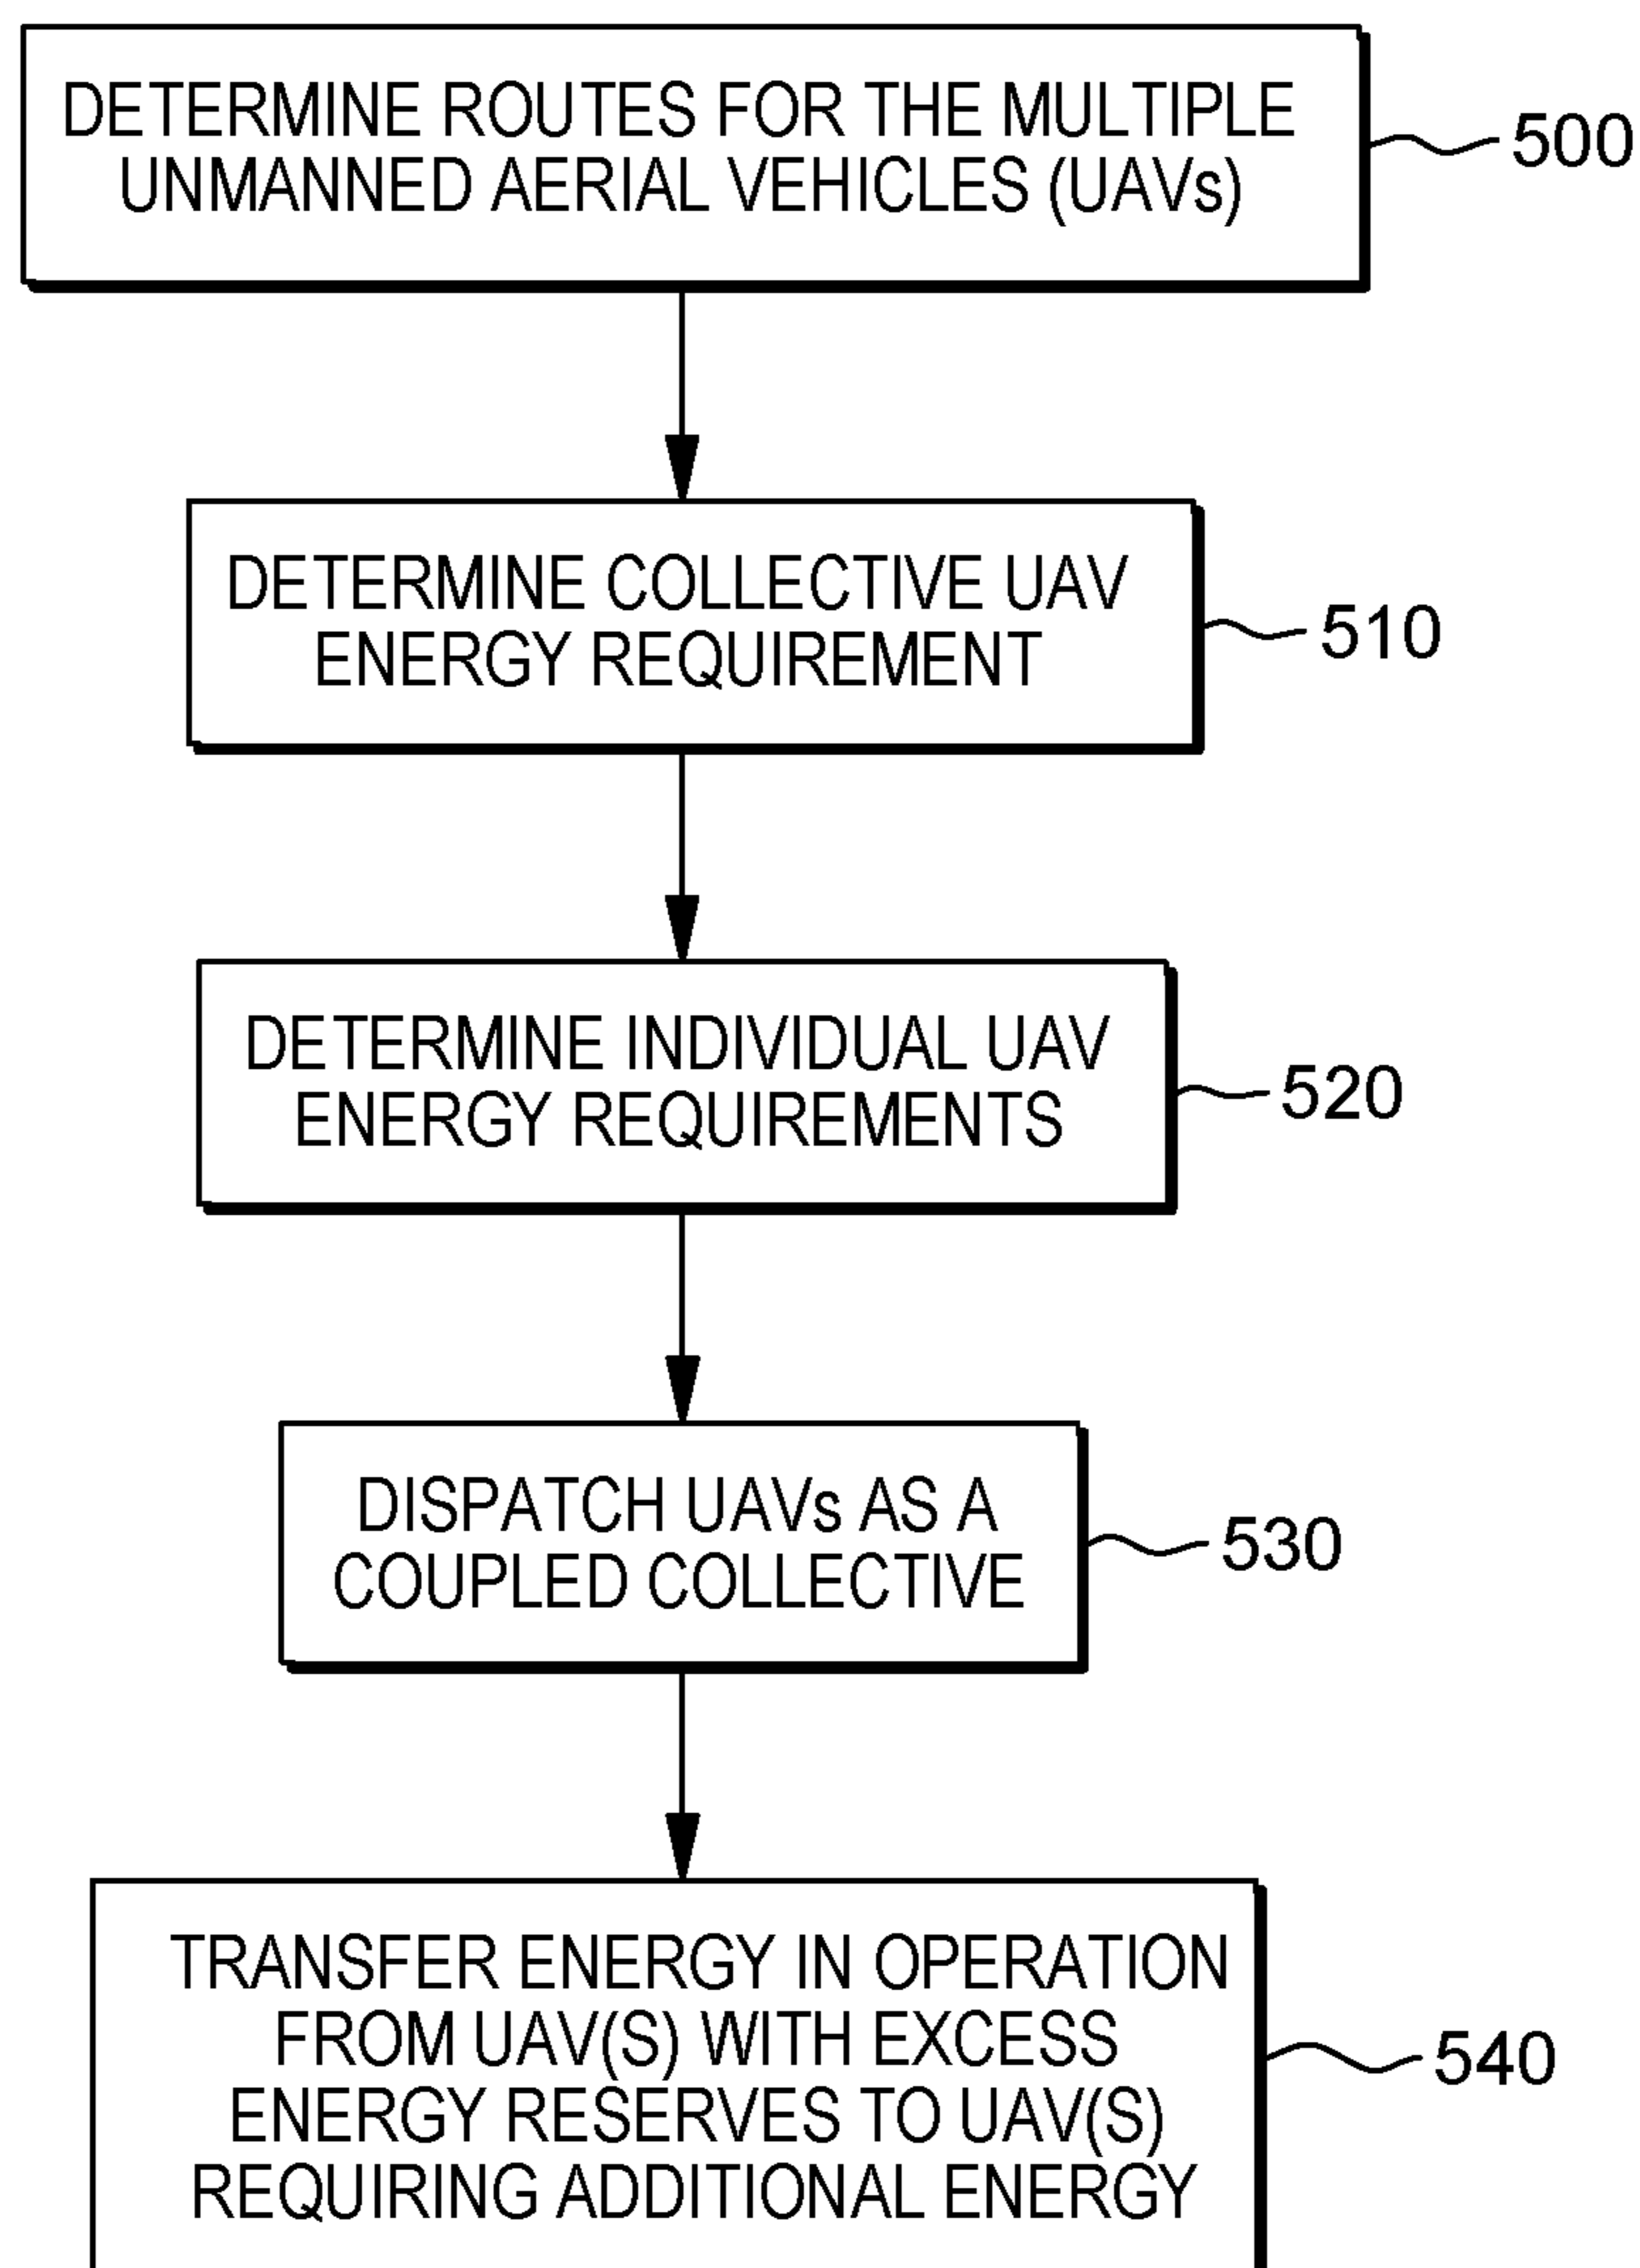 DETERMINE ROUTES FOR THE MULTIPLE
UNMANNED AERIAL VEHICLES (UAVs)
500
DETERMINE COLLECTIVE UAV
ENERGY REQUIREMENT
510
DETERMINE INDIVIDUAL UAV
ENERGY REQUIREMENTS
520
DISPATCH UAVs AS A
COUPLED COLLECTIVE
530
TRANSFER ENERGY IN OPERATION
FROM UAV(S) WITH EXCESS
ENERGY RESERVES TO UAV(S)
REQUIRING ADDITIONAL ENERGY
540